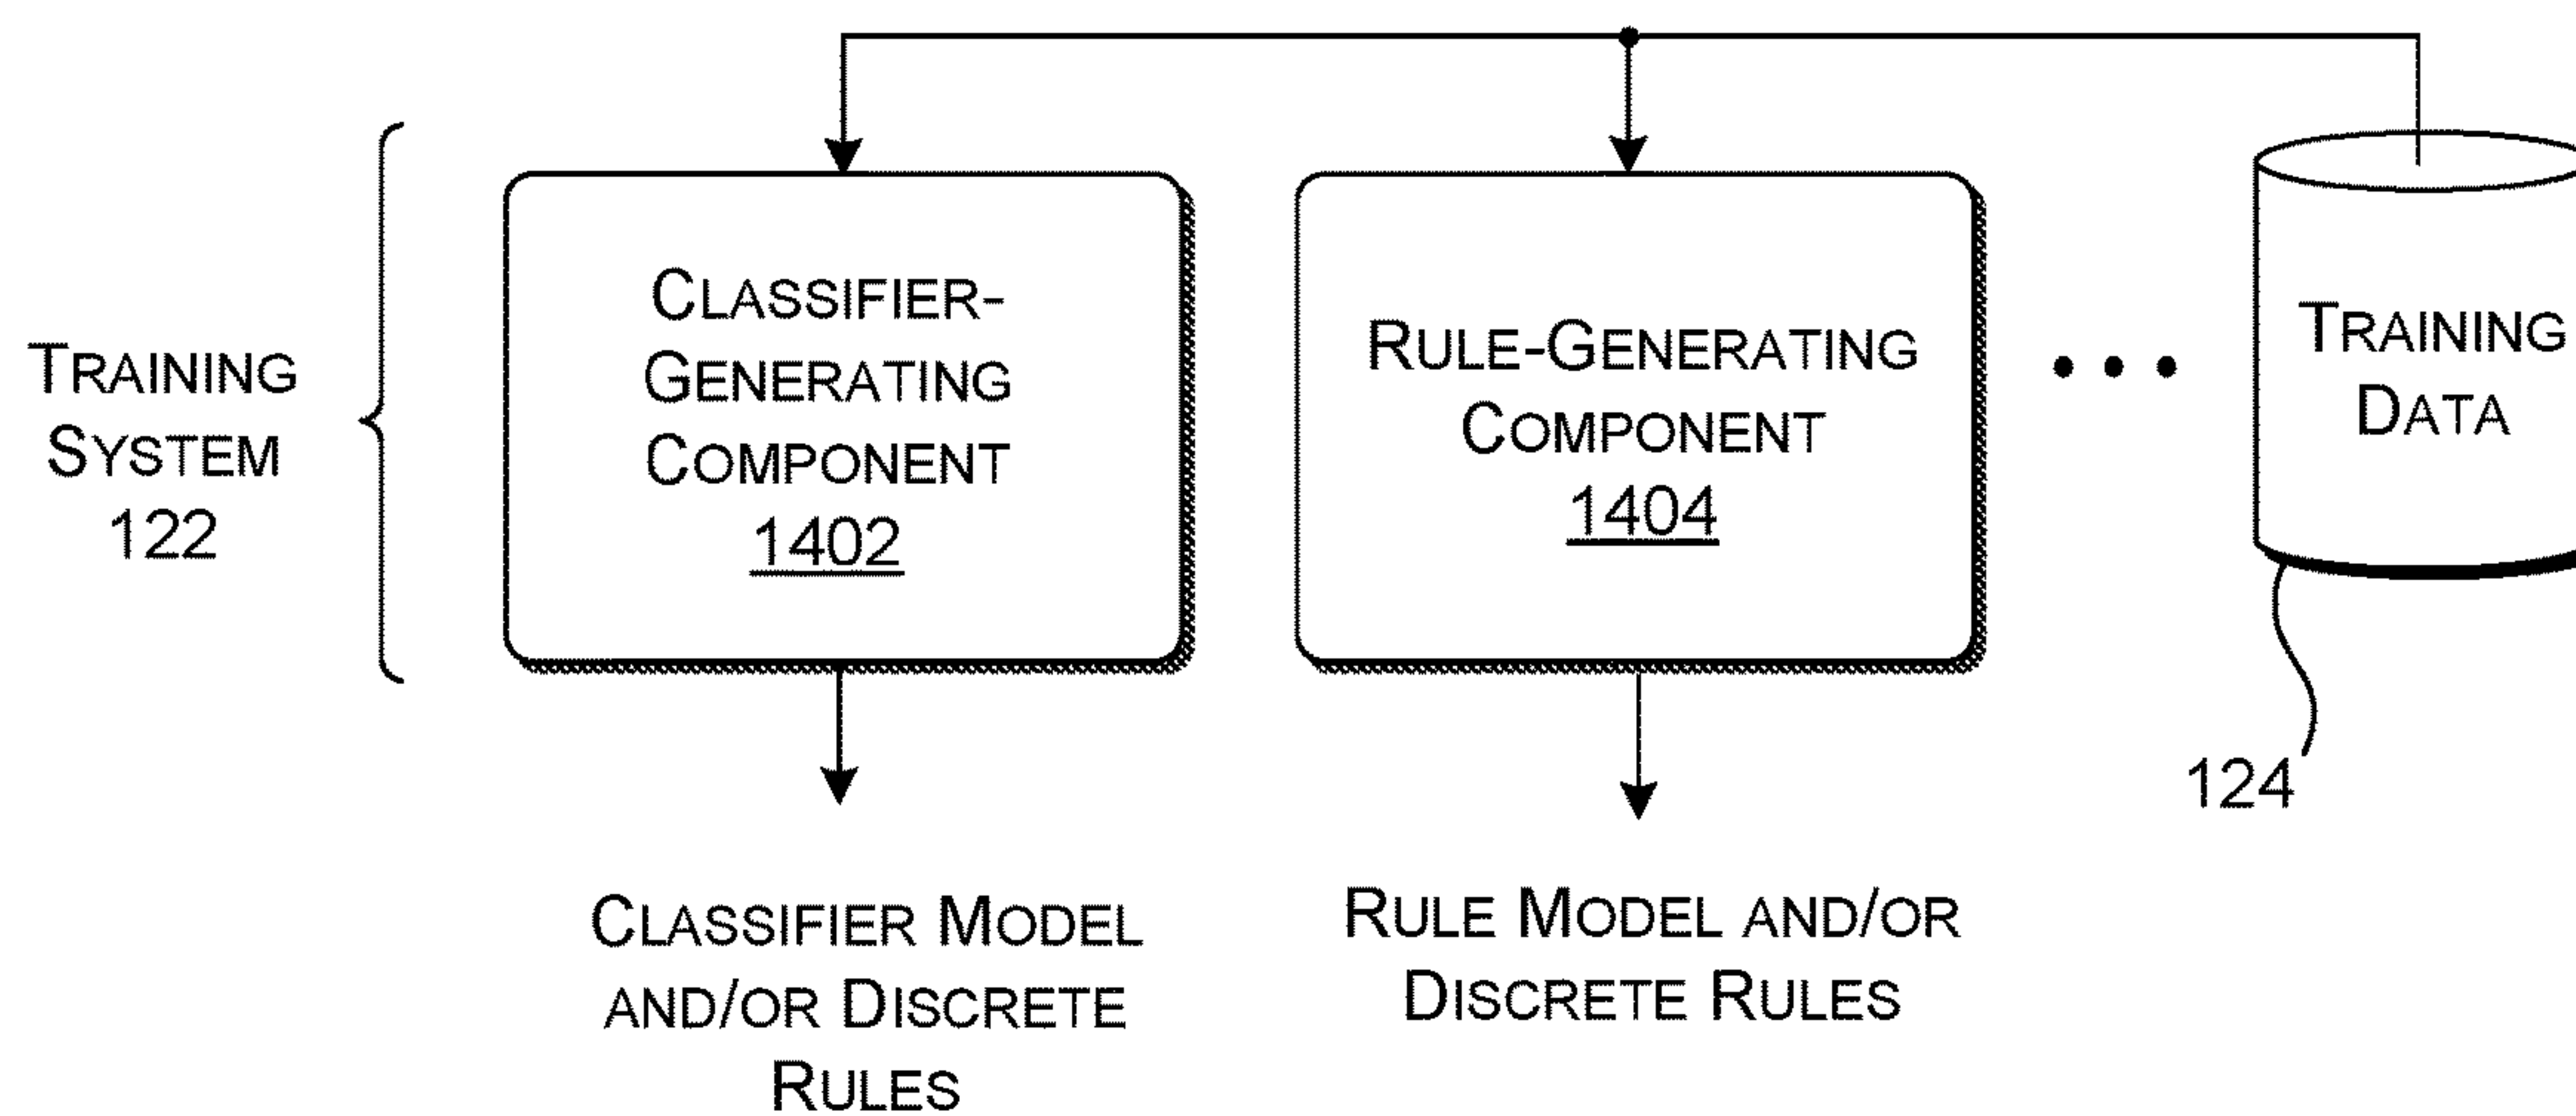 Training
System
122
Classifier-
Generating
Component
1402
Rule-Generating
Component
1404
Training
Data
124
Classifier Model
and/or Discrete
Rules
Rule Model and/or
Discrete Rules